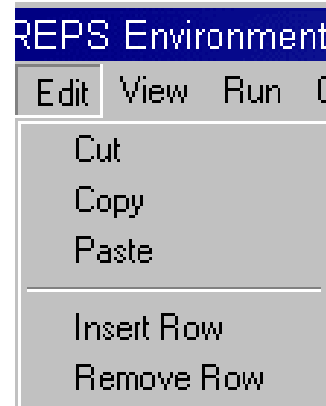 REPS Environment
Edit View Run
Cut
Copy
Paste
Insert Row
Remove Row